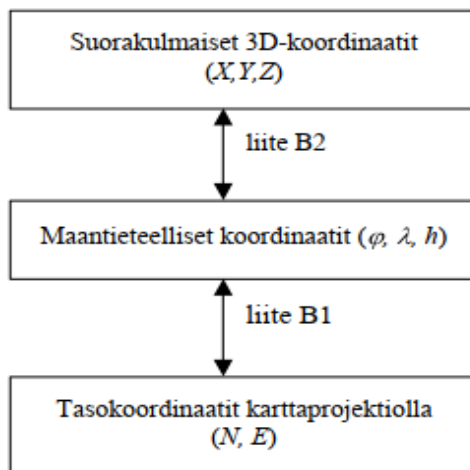 Suorakulmaiset 3D-koordinaatit
(X,Y,Z)
liite B2
Maantieteelliset koordinaatit (φ, λ, h)
liite B1
Tasokoordinaatit karttaprojektiolla
(N, E)